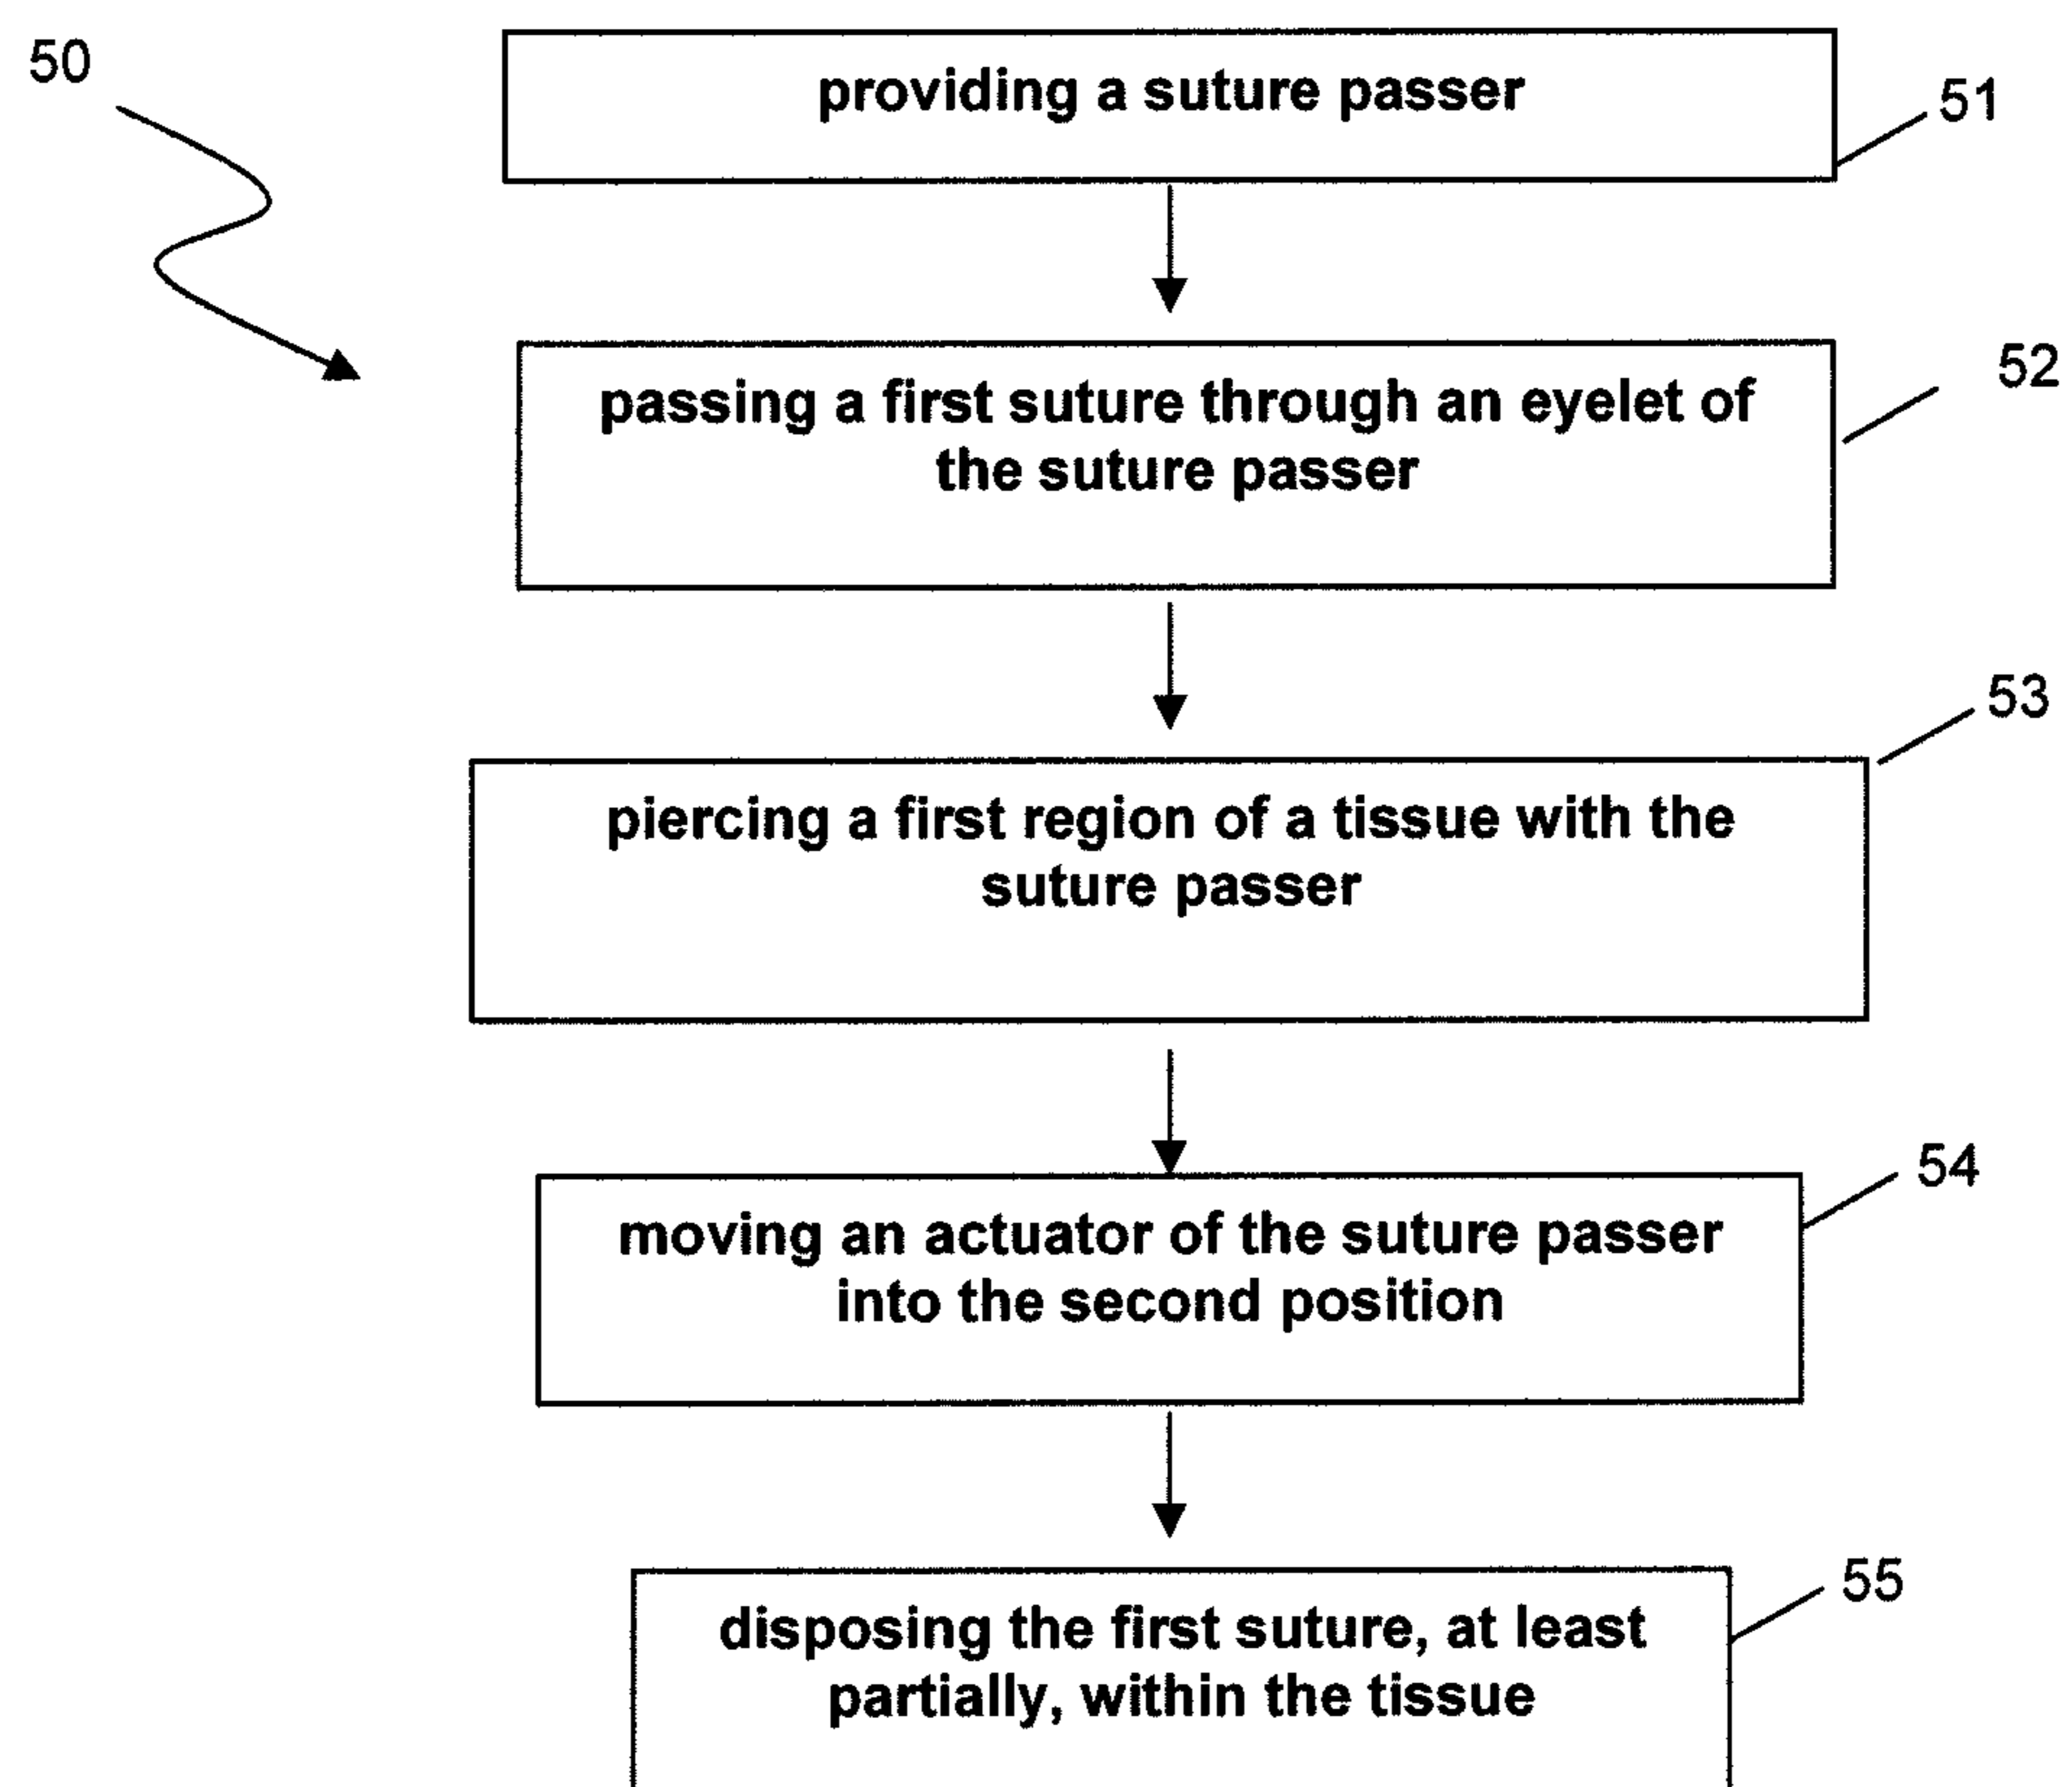 50
providing a suture passer
51
passing a first suture through an eyelet of
the suture passer
52
piercing a first region of a tissue with the
suture passer
53
moving an actuator of the suture passer
into the second position
54
disposing the first suture, at least
partially, within the tissue
55